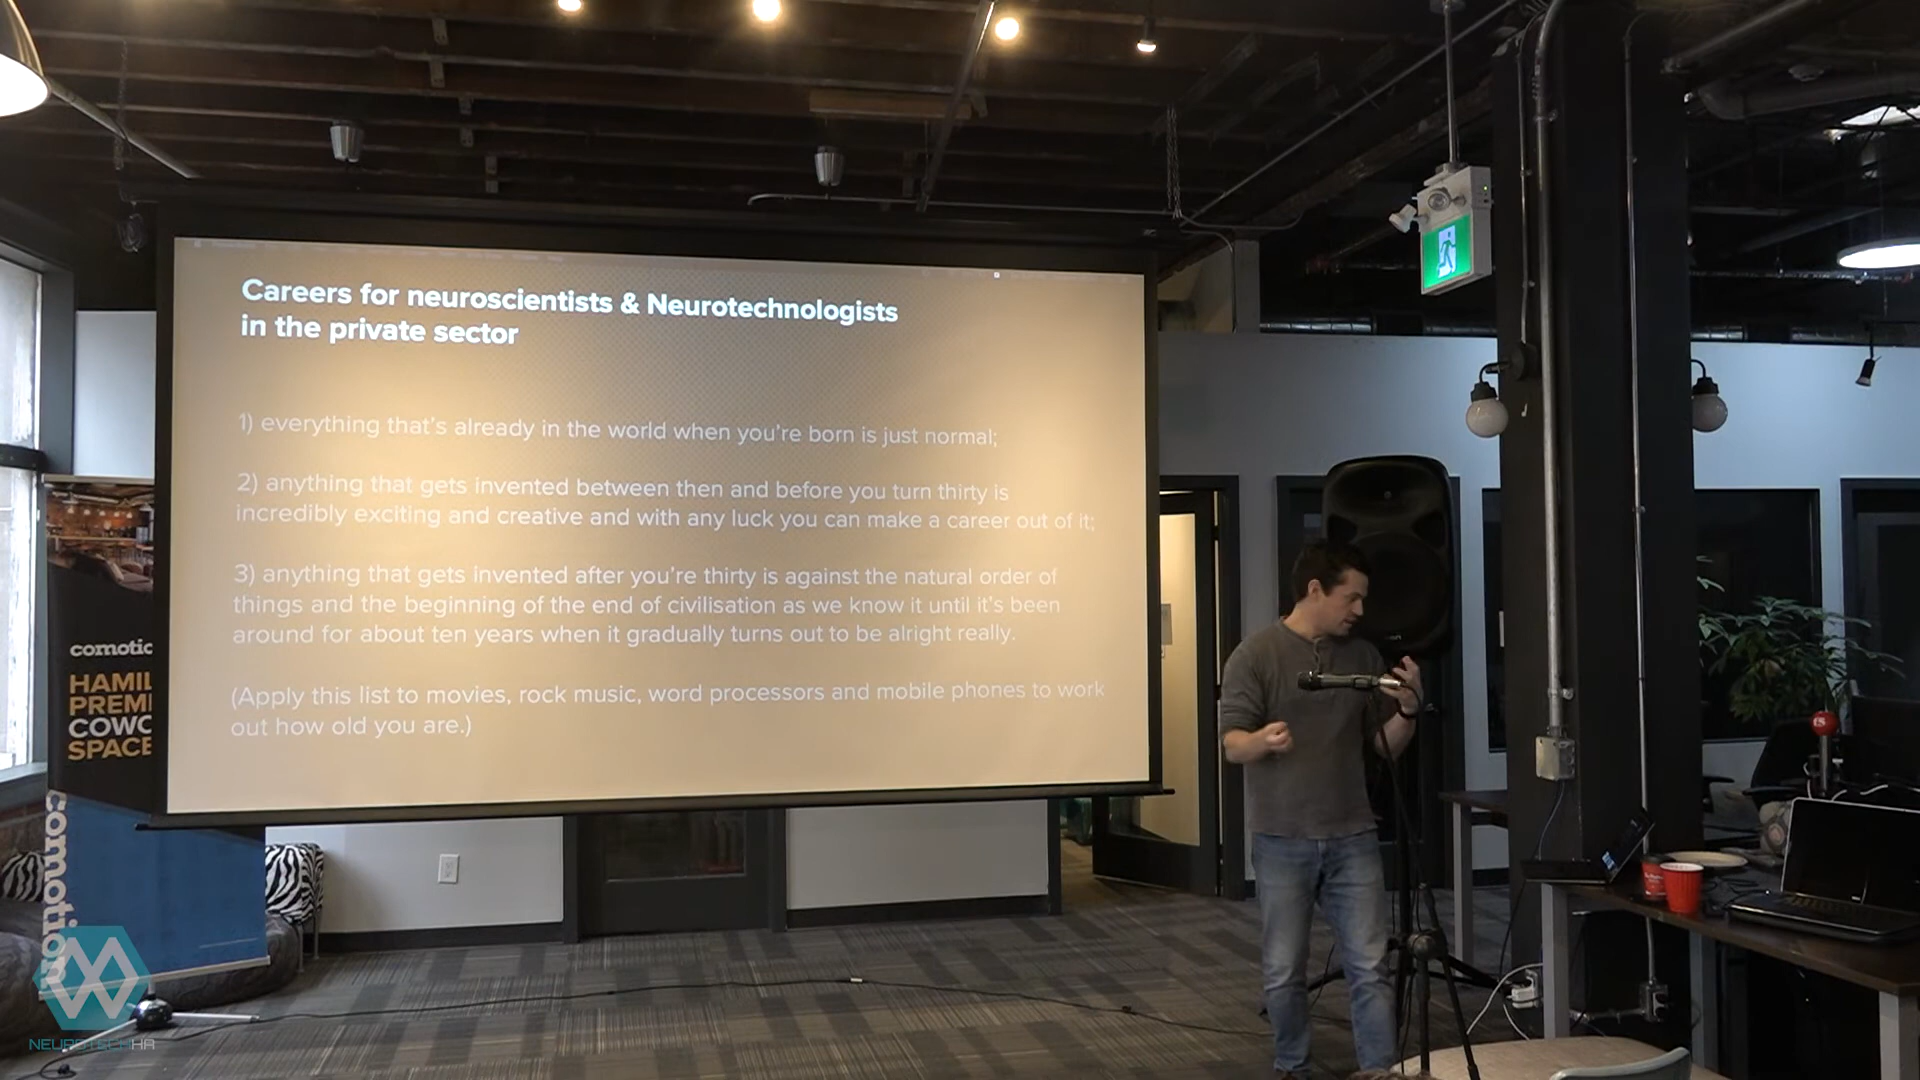 Careers for neuroscientists & Neurotechnologists
in the private sector
1) everything that's already in the world when you're born is just normal;
2) anything that gets invented between then and before you turn thirty is
incredibly exciting and creative and with any luck you can make a career out of it;
3) anything that gets invented after you're thirty is against the natural order of
things and the beginning of the end of civilisation as we know it until it's been
around for about ten years when it gradually turns out to be alright really.
(Apply this list to movies, rock music, word processors and mobile phones to work
out how old you are.)
comotio
HAMIL
PREMI
COWO
SPACE
comotion
NEUROTECHHR